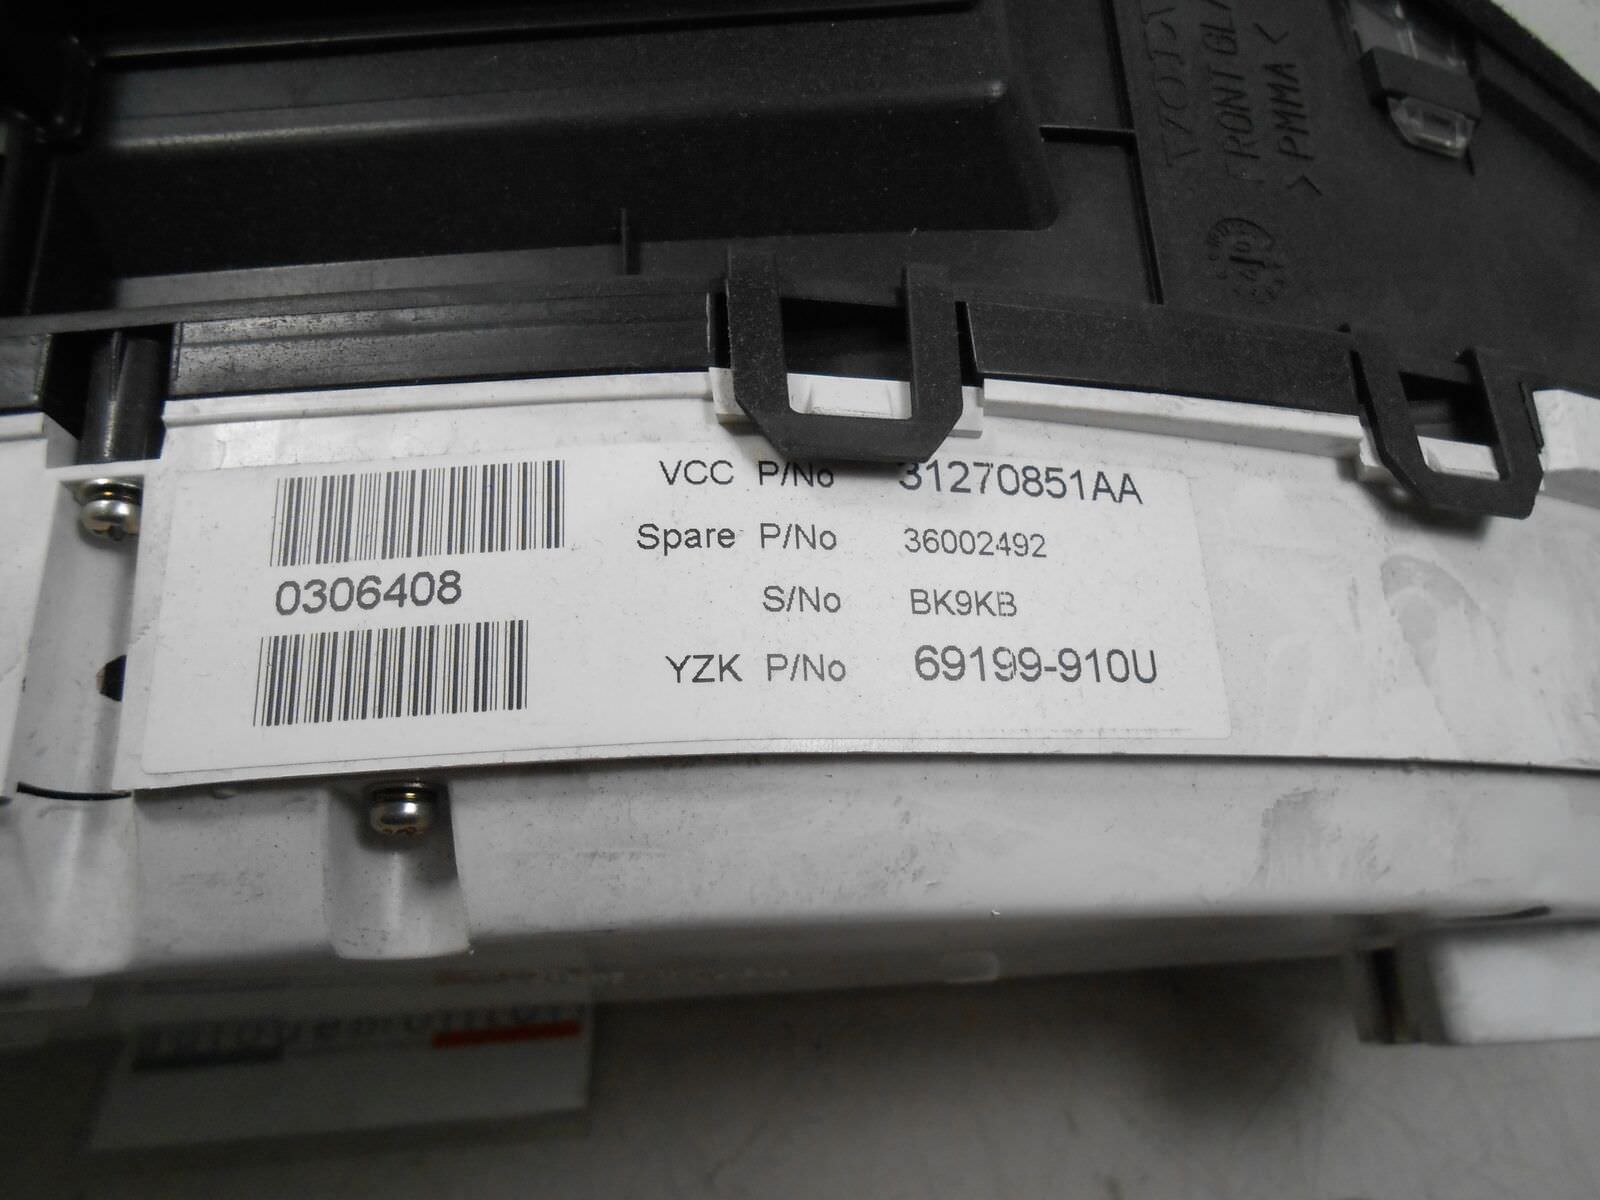 FRONT GLA
>PMMA<
VCC P/No 31270851AA
Spare P/No 36002492
0306408
S/No BK9KB
YZK P/No 69199-910U